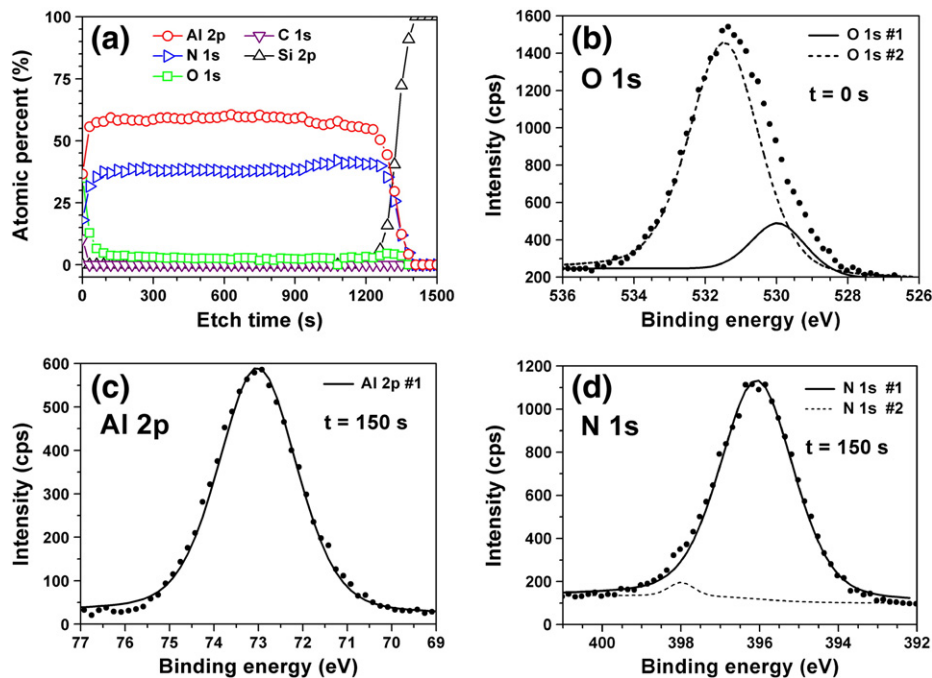 (a)
Al 2p
C 1s
N 1s
Si 2p
O 1s
Atomic percent (%)
100
75
50
25
0
0
300
600
900
1200
1500
Etch time (s)
(b)
O 1s
O 1s #1
O 1s #2
t = 0 s
Intensity (cps)
1600
1400
1200
1000
800
600
400
200
536
534
532
530
528
526
Binding energy (eV)
(c)
Al 2p
Al 2p #1
t = 150 s
Intensity (cps)
600
500
400
300
200
100
0
77
76
75
74
73
72
71
70
69
Binding energy (eV)
(d)
N 1s
N 1s #1
N 1s #2
t = 150 s
Intensity (cps)
1200
1000
800
600
400
200
0
400
398
396
394
392
Binding energy (eV)